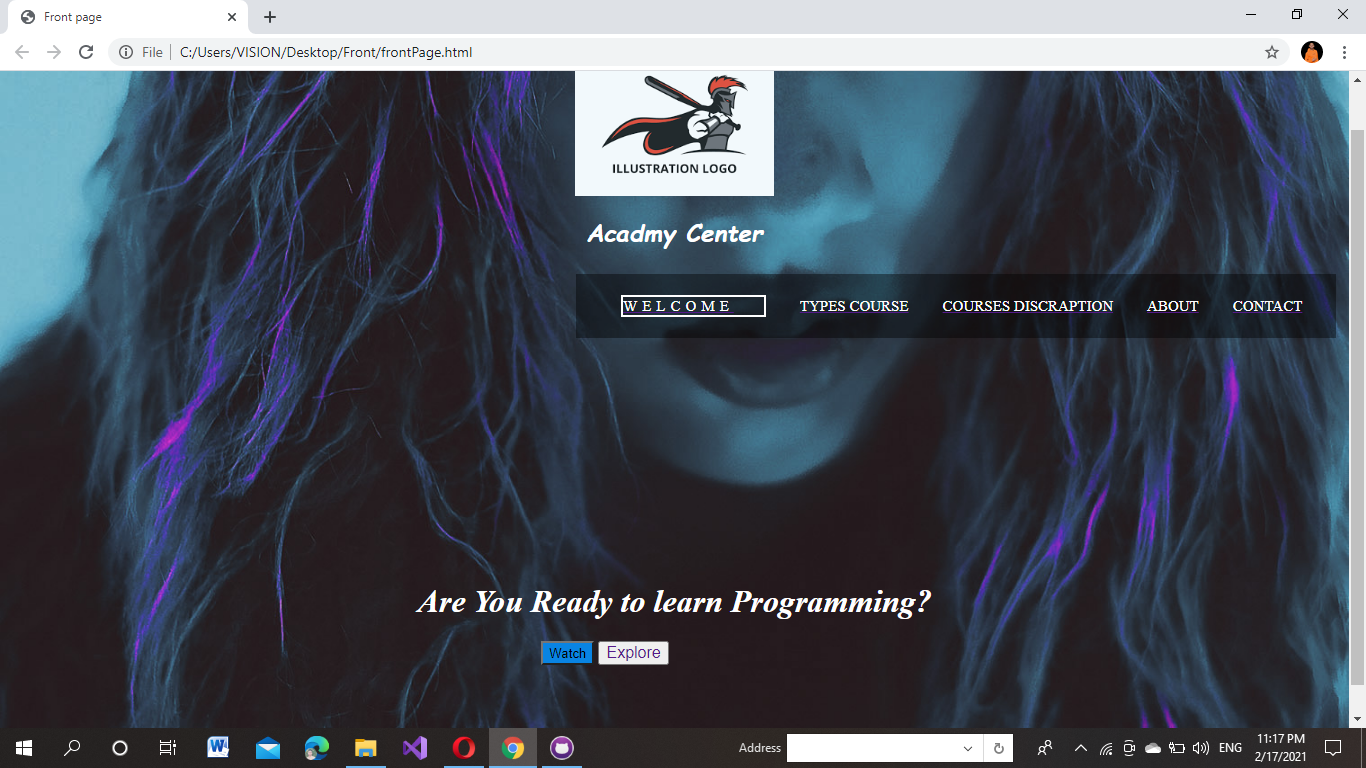 Front page
File
C:/Users/VISION/Desktop/Front/frontPage.html
ILLUSTRATION LOGO
Acadmy Center
WELCOME TYPES COURSE COURSES DISCRAPTION ABOUT CONTACT
Are You Ready to learn Programming?
Watch Explore
Address
ENG
11:17 PM
2/17/2021